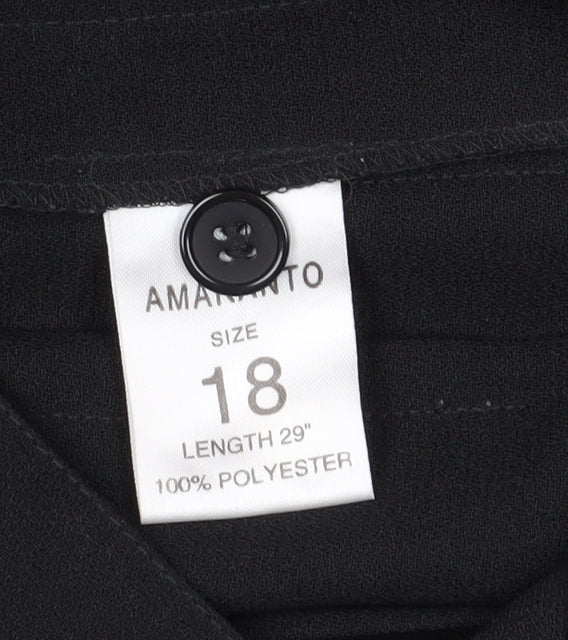 AMARANTO
SIZE
18
LENGTH 29"
100% POLYESTER